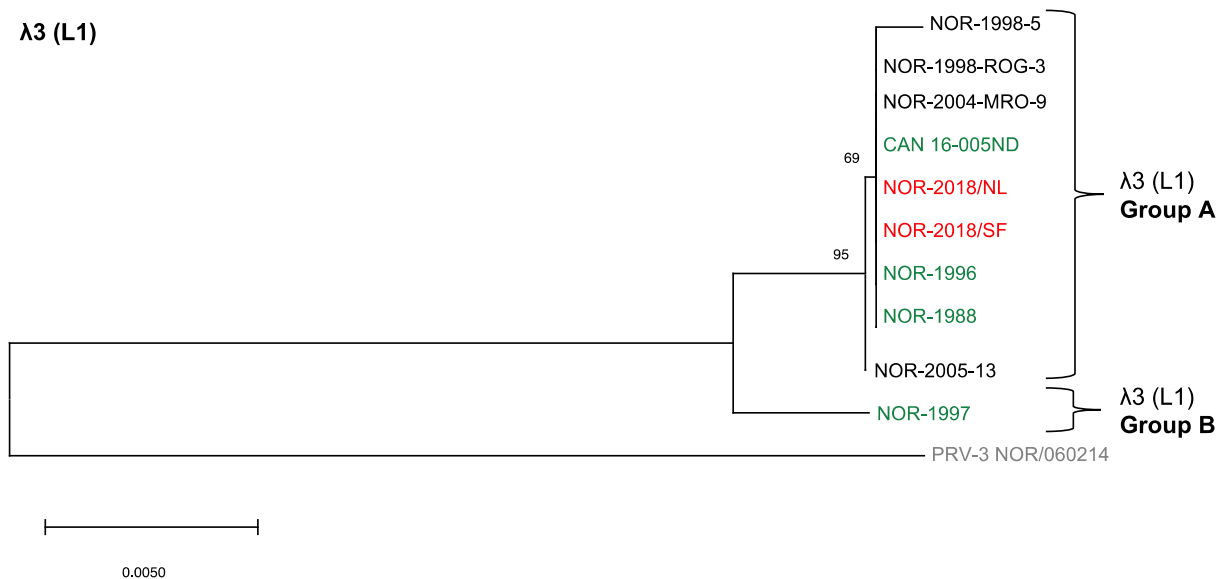 λ3 (L1)
NOR-1998-5
NOR-1998-ROG-3
NOR-2004-MRO-9
CAN 16-005ND
69
NOR-2018/NL
λ3 (L1)
Group A
NOR-2018/SF
95
NOR-1996
NOR-1988
NOR-2005-13
λ3 (L1)
Group B
NOR-1997
PRV-3 NOR/060214
0.0050